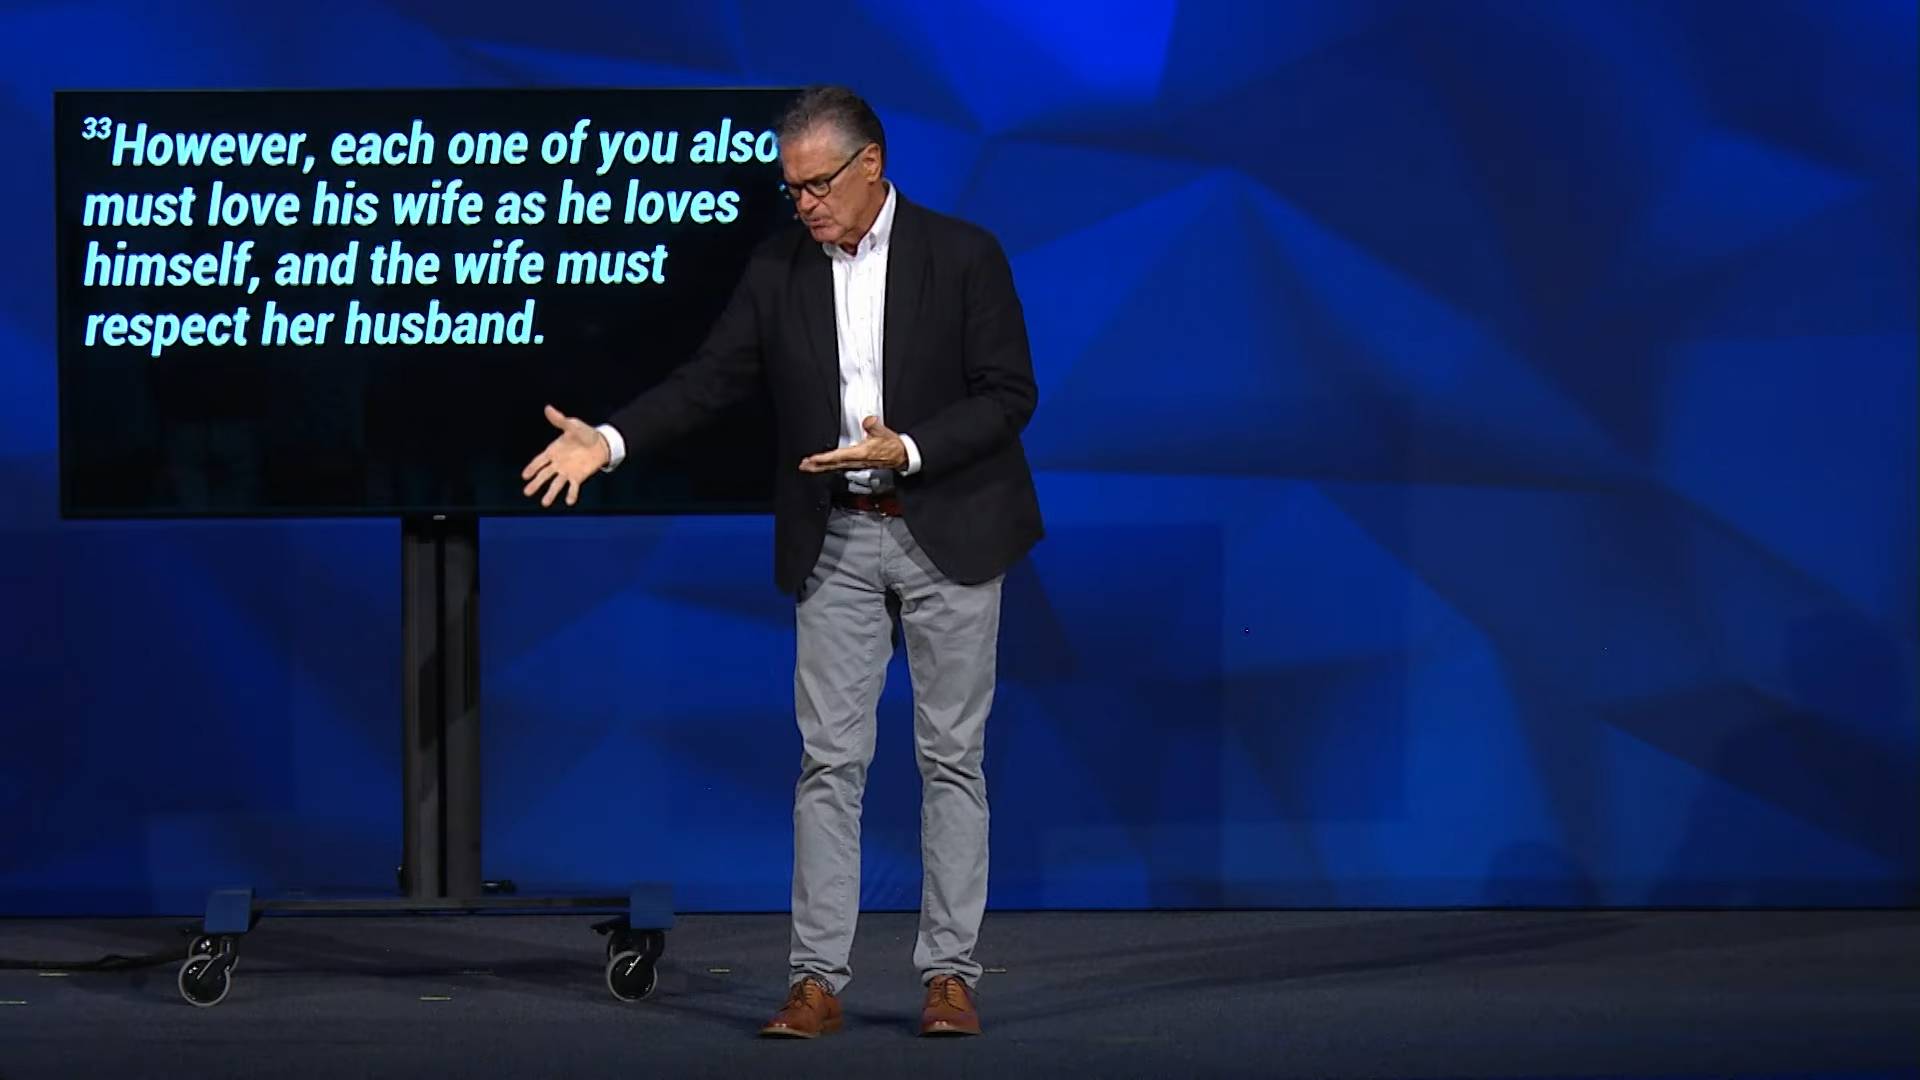 33However, each one of you also
must love his wife as he loves
himself, and the wife must
respect her husband.